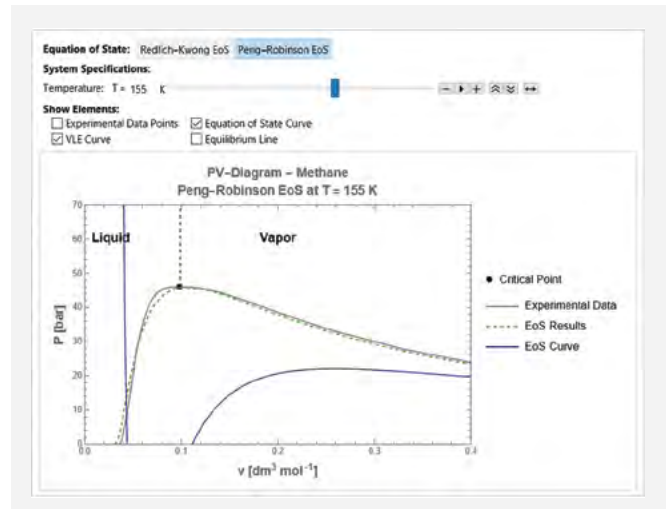 Equation of State: Redlich-Kwong EoS Peng-Robinson EoS
System Specifications:
Temperature: T = 155 K
Show Elements:
Experimental Data Points Equation of State Curve
VLE Curve Equilibrium Line
PV-Diagram - Methane
Peng-Robinson EoS at T = 155 K
70
60
50
40
30
20
10
0
P [bar]
Liquid Vapor
0.0 0.1 0.2 0.3 0.4
v [dm³ mol⁻¹]
Critical Point
Experimental Data
EoS Results
EoS Curve